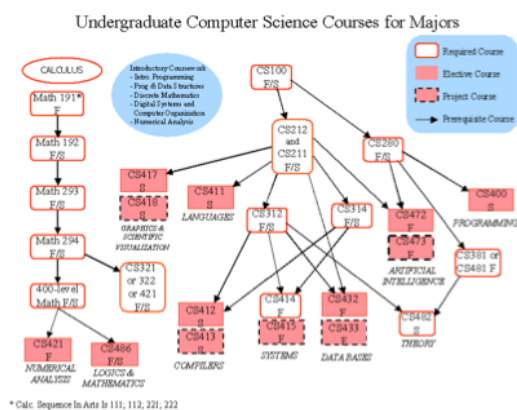 Undergraduate Computer Science Courses for Majors
CALCULUS
Math 191*
F
Math 192
F/S
Math 293
F/S
Math 294
F/S
400-level
Math F/S
CS421
F
NUMERICAL
ANALYSIS
CS486
F/S
LOGICS &
MATHEMATICS
CS321
or 322
or 421
F/S
Introductory Coursework
- Intro. Programming
- Prog & Data Structures
- Discrete Mathematics
- Digital Systems and
Computer Organization
- Numerical Analysis
CS100
F/S
CS212
and
CS211
F/S
CS280
F/S
CS417
S
CS418
S
GRAPHICS &
SCIENTIFIC
VISUALIZATION
CS411
S
LANGUAGES
CS312
F/S
CS314
F/S
CS472
F
CS473
F
ARTIFICIAL
INTELLIGENCE
CS400
S
PROGRAMMING
CS381 or
CS481 F
CS412
S
CS413
S
COMPILERS
CS414
F
CS415
F
SYSTEMS
CS432
F
CS433
F
DATA BASES
CS482
S
THEORY
Required Course
Elective Course
Project Course
Prerequisite Course
* Calc. Sequence In Arts Is 111; 112; 221; 222